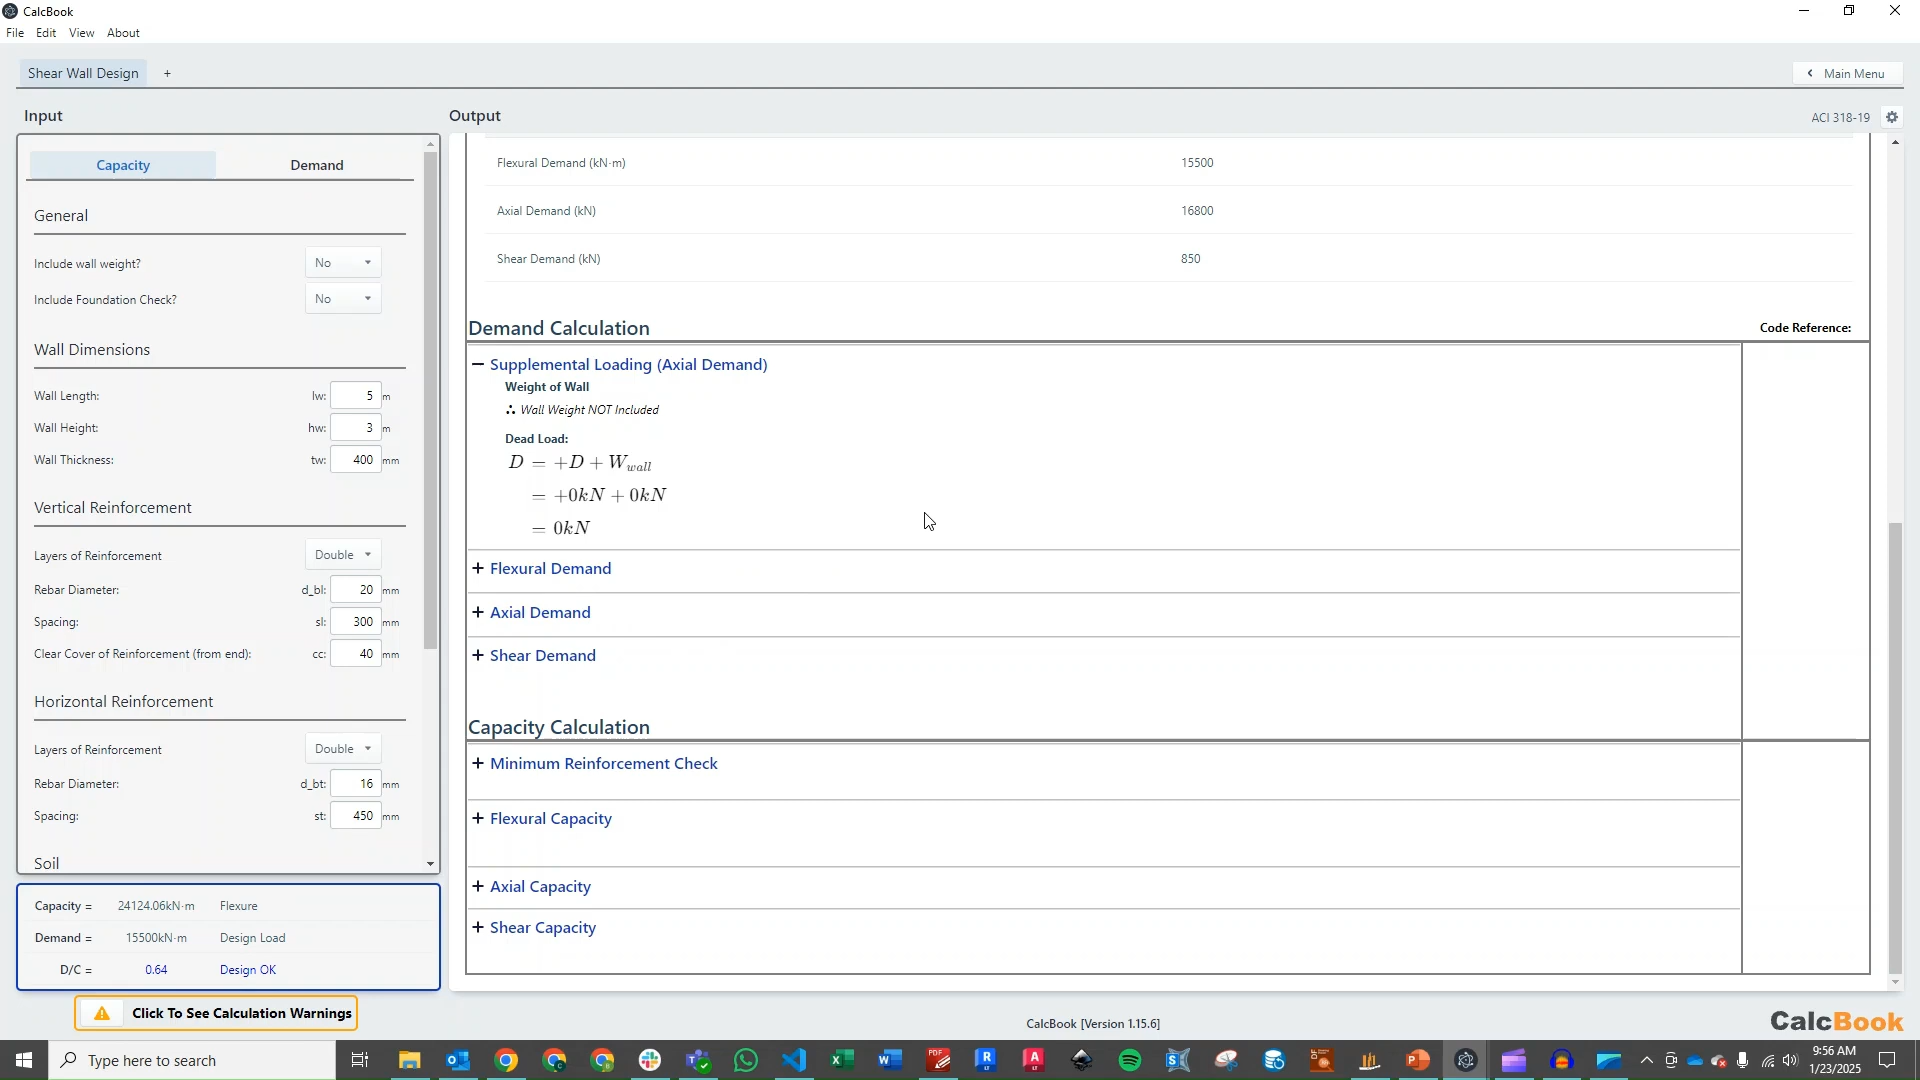 CalcBook
File Edit View About
Shear Wall Design +
Main Menu
Input
Output
ACI 318-19
Capacity Demand
General
Include wall weight? No
Include Foundation Check? No
Wall Dimensions
Wall Length: lw: 5 m
Wall Height: hw: 3 m
Wall Thickness: tw: 400 mm
Vertical Reinforcement
Layers of Reinforcement Double
Rebar Diameter: d_bl: 20 mm
Spacing: sl: 300 mm
Clear Cover of Reinforcement (from end): cc: 40 mm
Horizontal Reinforcement
Layers of Reinforcement Double
Rebar Diameter: d_bt: 16 mm
Spacing: st: 450 mm
Soil
Capacity = 24124.06kN·m Flexure
Demand = 15500kN·m Design Load
D/C = 0.64 Design OK
Click To See Calculation Warnings
Flexural Demand (kN·m) 15500
Axial Demand (kN) 16800
Shear Demand (kN) 850
Demand Calculation Code Reference:
− Supplemental Loading (Axial Demand)
Weight of Wall
∴ Wall Weight NOT Included
Dead Load:
D = +D + Wwall
= +0kN + 0kN
= 0kN
+ Flexural Demand
+ Axial Demand
+ Shear Demand
Capacity Calculation
+ Minimum Reinforcement Check
+ Flexural Capacity
+ Axial Capacity
+ Shear Capacity
CalcBook [Version 1.15.6]
CalcBook
Type here to search
9:56 AM
1/23/2025